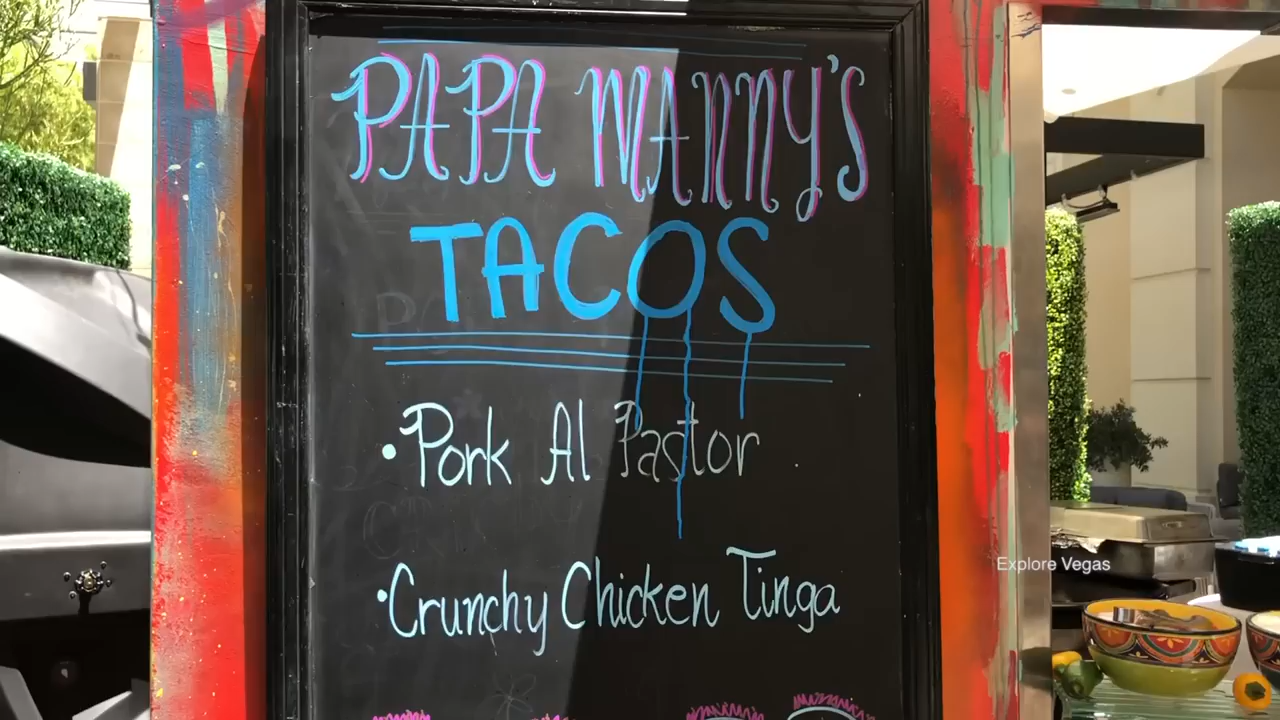 PAPA MANNY'S
TACOS
• Pork Al Pastor
• Crunchy Chicken Tinga
Explore Vegas